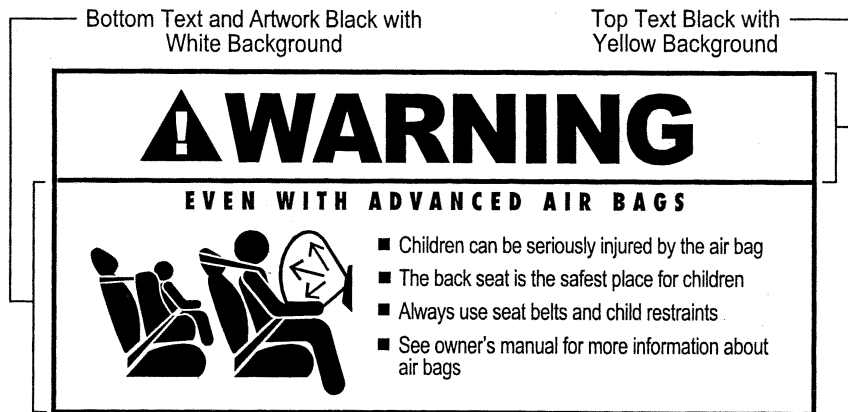 Bottom Text and Artwork Black with
White Background
Top Text Black with
Yellow Background
WARNING
EVEN WITH ADVANCED AIR BAGS
■ Children can be seriously injured by the air bag
■ The back seat is the safest place for children
■ Always use seat belts and child restraints
■ See owner's manual for more information about
air bags